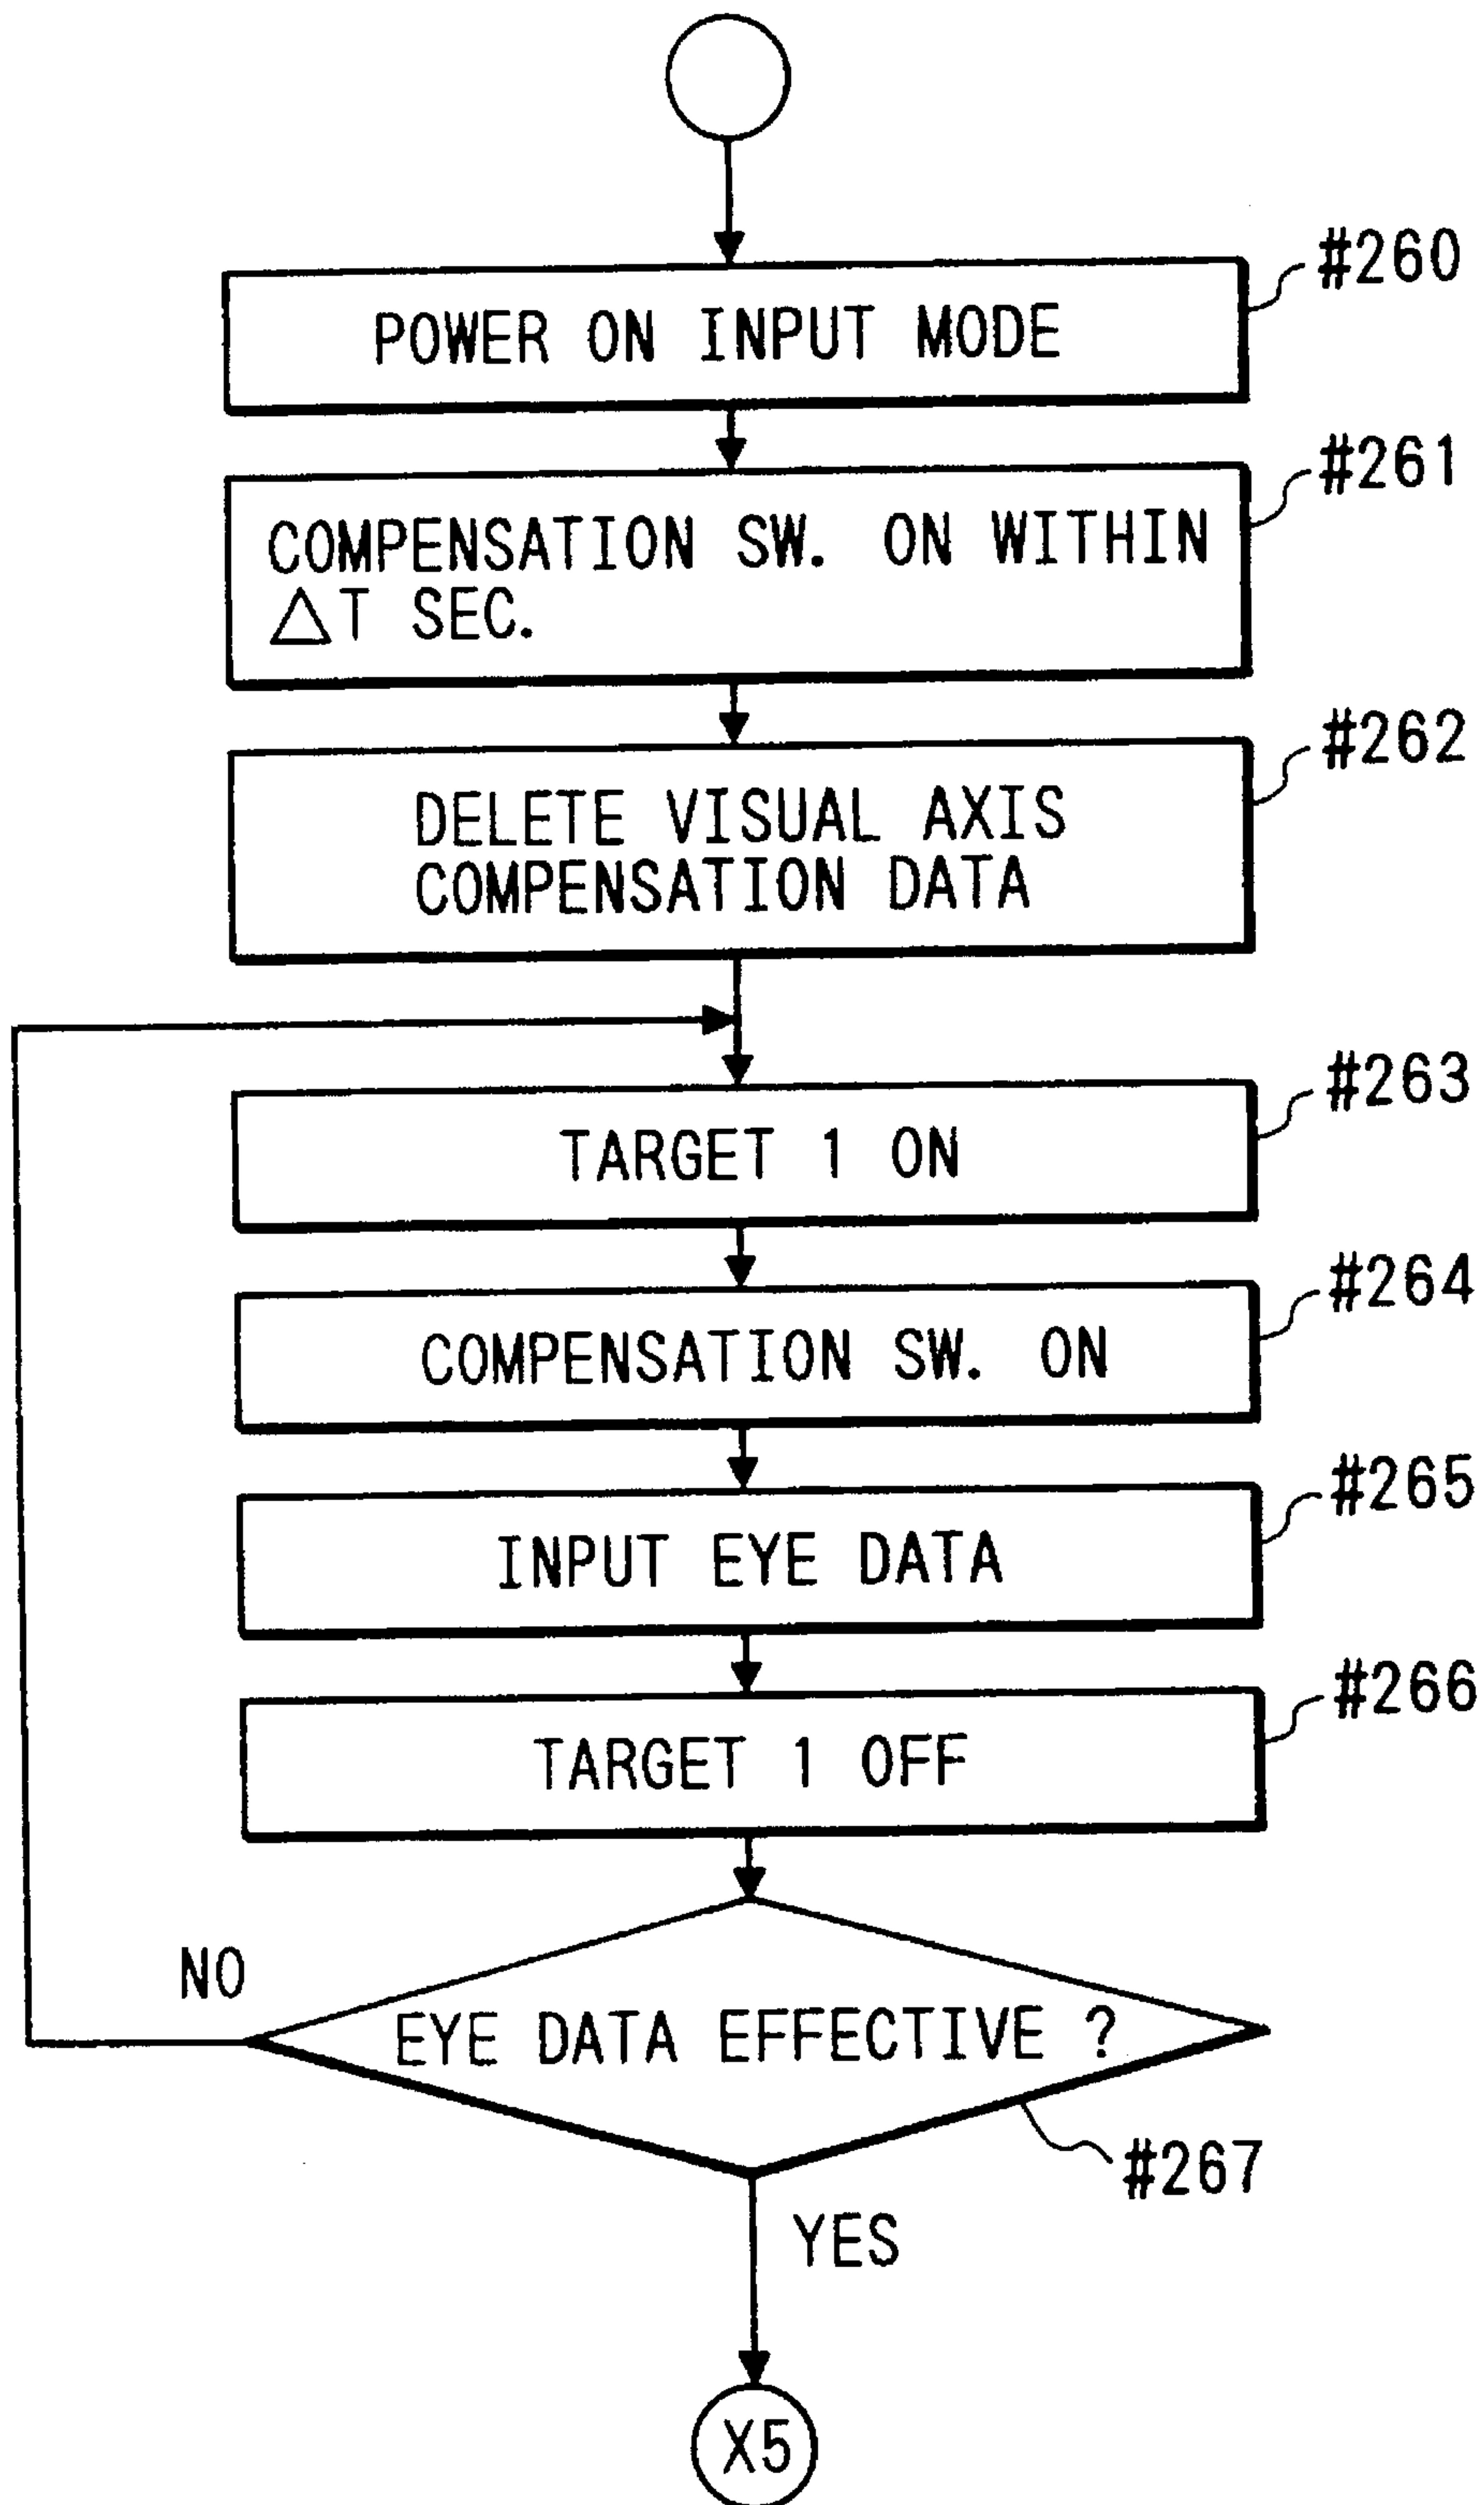 #260
POWER ON INPUT MODE
#261
COMPENSATION SW. ON WITHIN
△T SEC.
#262
DELETE VISUAL AXIS
COMPENSATION DATA
#263
TARGET 1 ON
#264
COMPENSATION SW. ON
#265
INPUT EYE DATA
#266
TARGET 1 OFF
NO
EYE DATA EFFECTIVE ?
#267
YES
X5